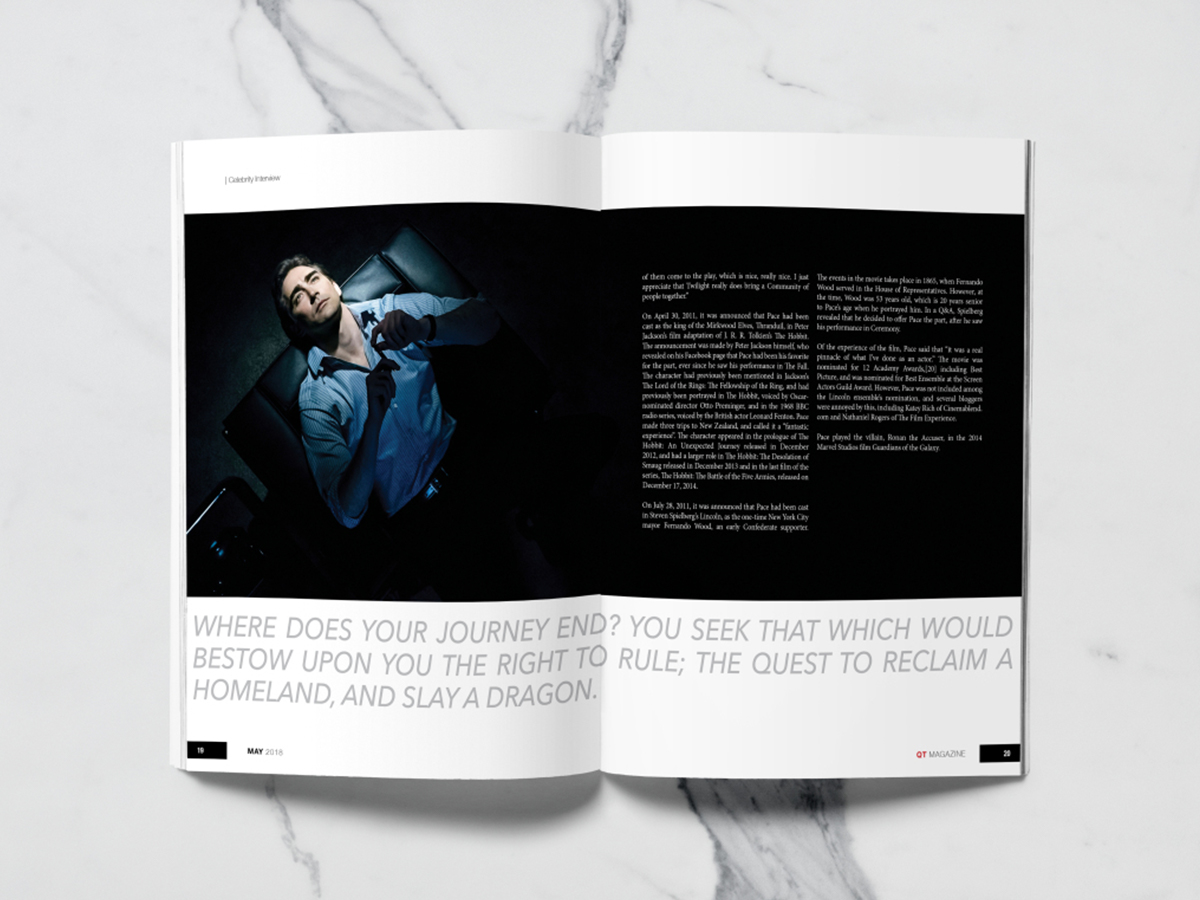 | Celebrity Interview
of them come to the play, which is nice, really nice. I just
appreciate that Twilight really does bring a Community of
people together."
On April 30, 2011, it was announced that Pace had been
cast as the king of the Mirkwood Elves, Thranduil, in Peter
Jackson's film adaptation of J. R. R. Tolkien's The Hobbit.
The announcement was made by Peter Jackson himself, who
revealed on his Facebook page that Pace had been his favorite
for the part, ever since he saw his performance in The Fall.
The character had previously been mentioned in Jackson's
The Lord of the Rings: The Fellowship of the Ring, and had
previously been portrayed in The Hobbit, voiced by Oscar-
nominated director Otto Preminger, and in the 1968 BBC
radio series, voiced by the British actor Leonard Fenton. Pace
made three trips to New Zealand, and called it a "fantastic
experience". The character appeared in the prologue of The
Hobbit: An Unexpected Journey released in December
2012, and had a larger role in The Hobbit: The Desolation of
Smaug released in December 2013 and in the last film of the
series, The Hobbit: The Battle of the Five Armies, released on
December 17, 2014.
On July 28, 2011, it was announced that Pace had been cast
in Steven Spielberg's Lincoln, as the one-time New York City
mayor Fernando Wood, an early Confederate supporter.
The events in the movie takes place in 1865, when Fernando
Wood served in the House of Representatives. However, at
the time, Wood was 53 years old, which is 20 years senior
to Pace's age when he portrayed him. In a Q&A, Spielberg
revealed that he decided to offer Pace the part, after he saw
his performance in Ceremony.
Of the experience of the film, Pace said that "it was a real
pinnacle of what I've done as an actor." The movie was
nominated for 12 Academy Awards,[20] including Best
Picture, and was nominated for Best Ensemble at the Screen
Actors Guild Award. However, Pace was not included among
the Lincoln ensemble's nomination, and several bloggers
were annoyed by this, including Katey Rich of Cinemablend.
com and Nathaniel Rogers of The Film Experience.
Pace played the villain, Ronan the Accuser, in the 2014
Marvel Studios film Guardians of the Galaxy.
WHERE DOES YOUR JOURNEY END? YOU SEEK THAT WHICH WOULD
BESTOW UPON YOU THE RIGHT TO RULE; THE QUEST TO RECLAIM A
HOMELAND, AND SLAY A DRAGON.
19 MAY 2018
QT MAGAZINE 20